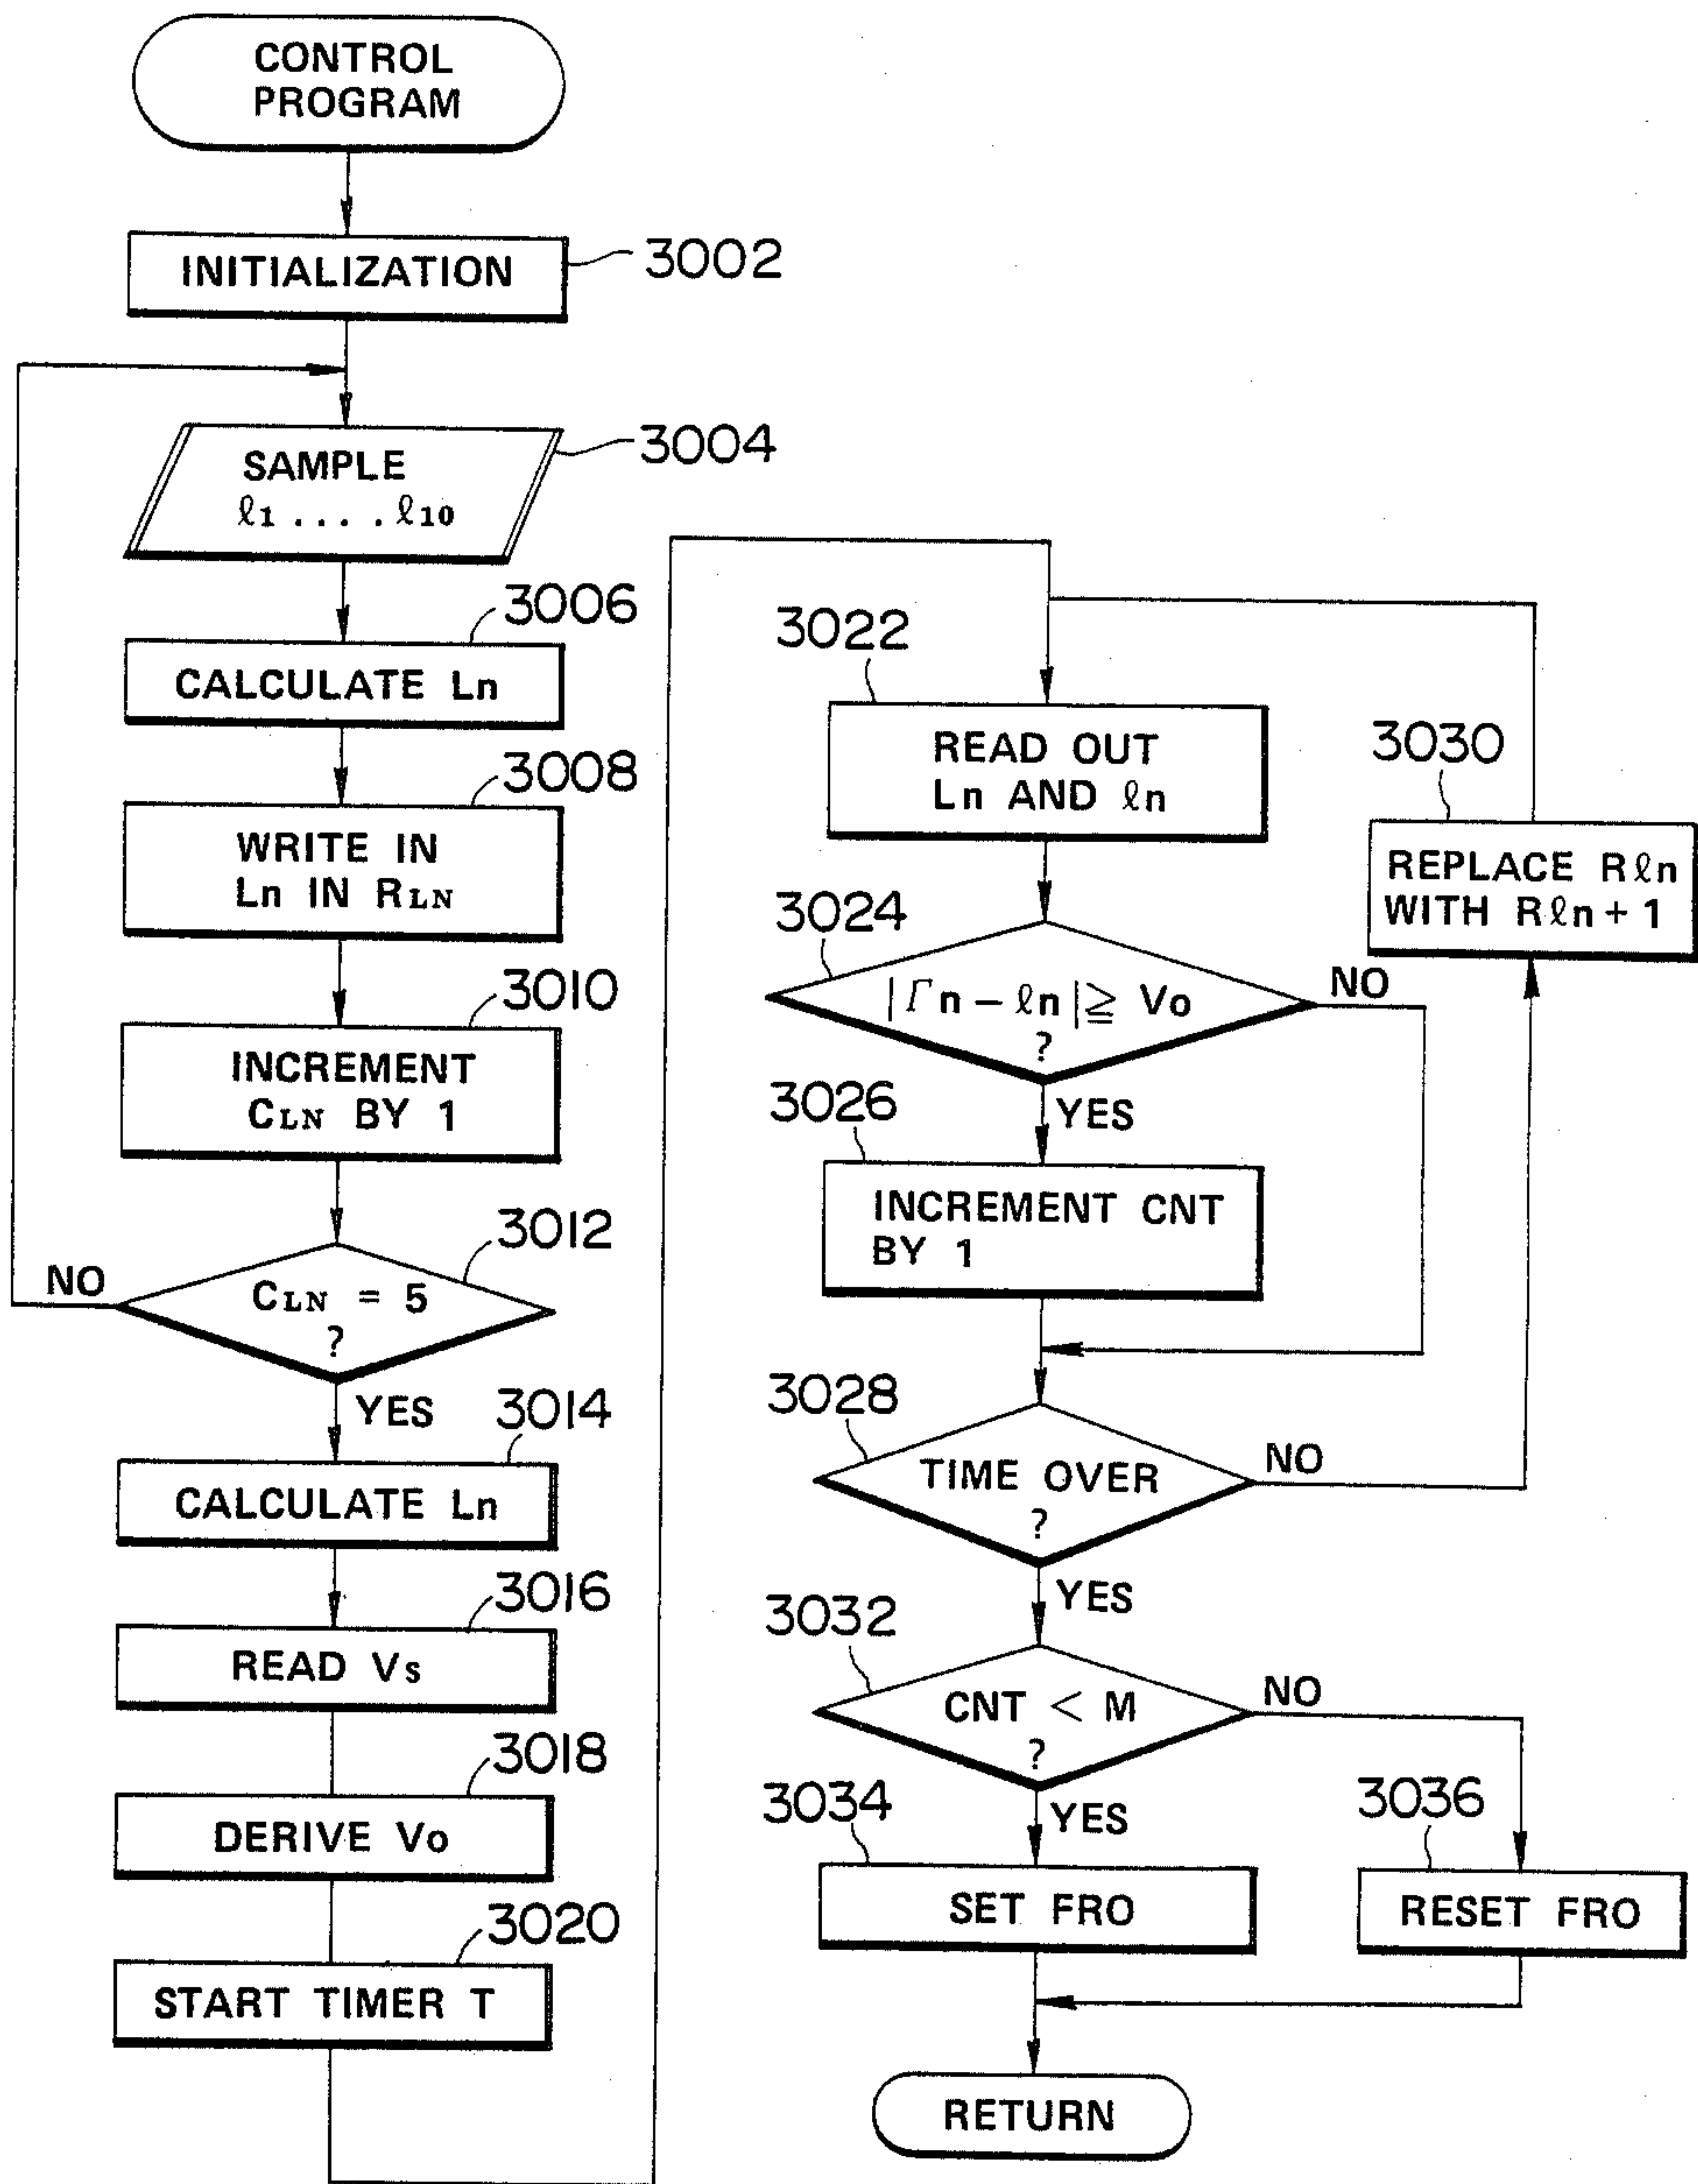 CONTROL
PROGRAM
INITIALIZATION
3002
SAMPLE
ℓ1 .... ℓ10
3004
3006
CALCULATE Ln
3008
WRITE IN
Ln IN RLN
3010
INCREMENT
CLN BY 1
3012
NO
CLN = 5
?
YES
3014
CALCULATE Ln
3016
READ Vs
3018
DERIVE Vo
3020
START TIMER T
3022
READ OUT
Ln AND ℓn
3024
|Γn − ℓn| ≧ Vo
?
NO
YES
3026
INCREMENT CNT
BY 1
3028
TIME OVER
?
NO
3030
REPLACE Rℓn
WITH Rℓn + 1
YES
3032
CNT < M
?
NO
YES
3034
SET FRO
3036
RESET FRO
RETURN